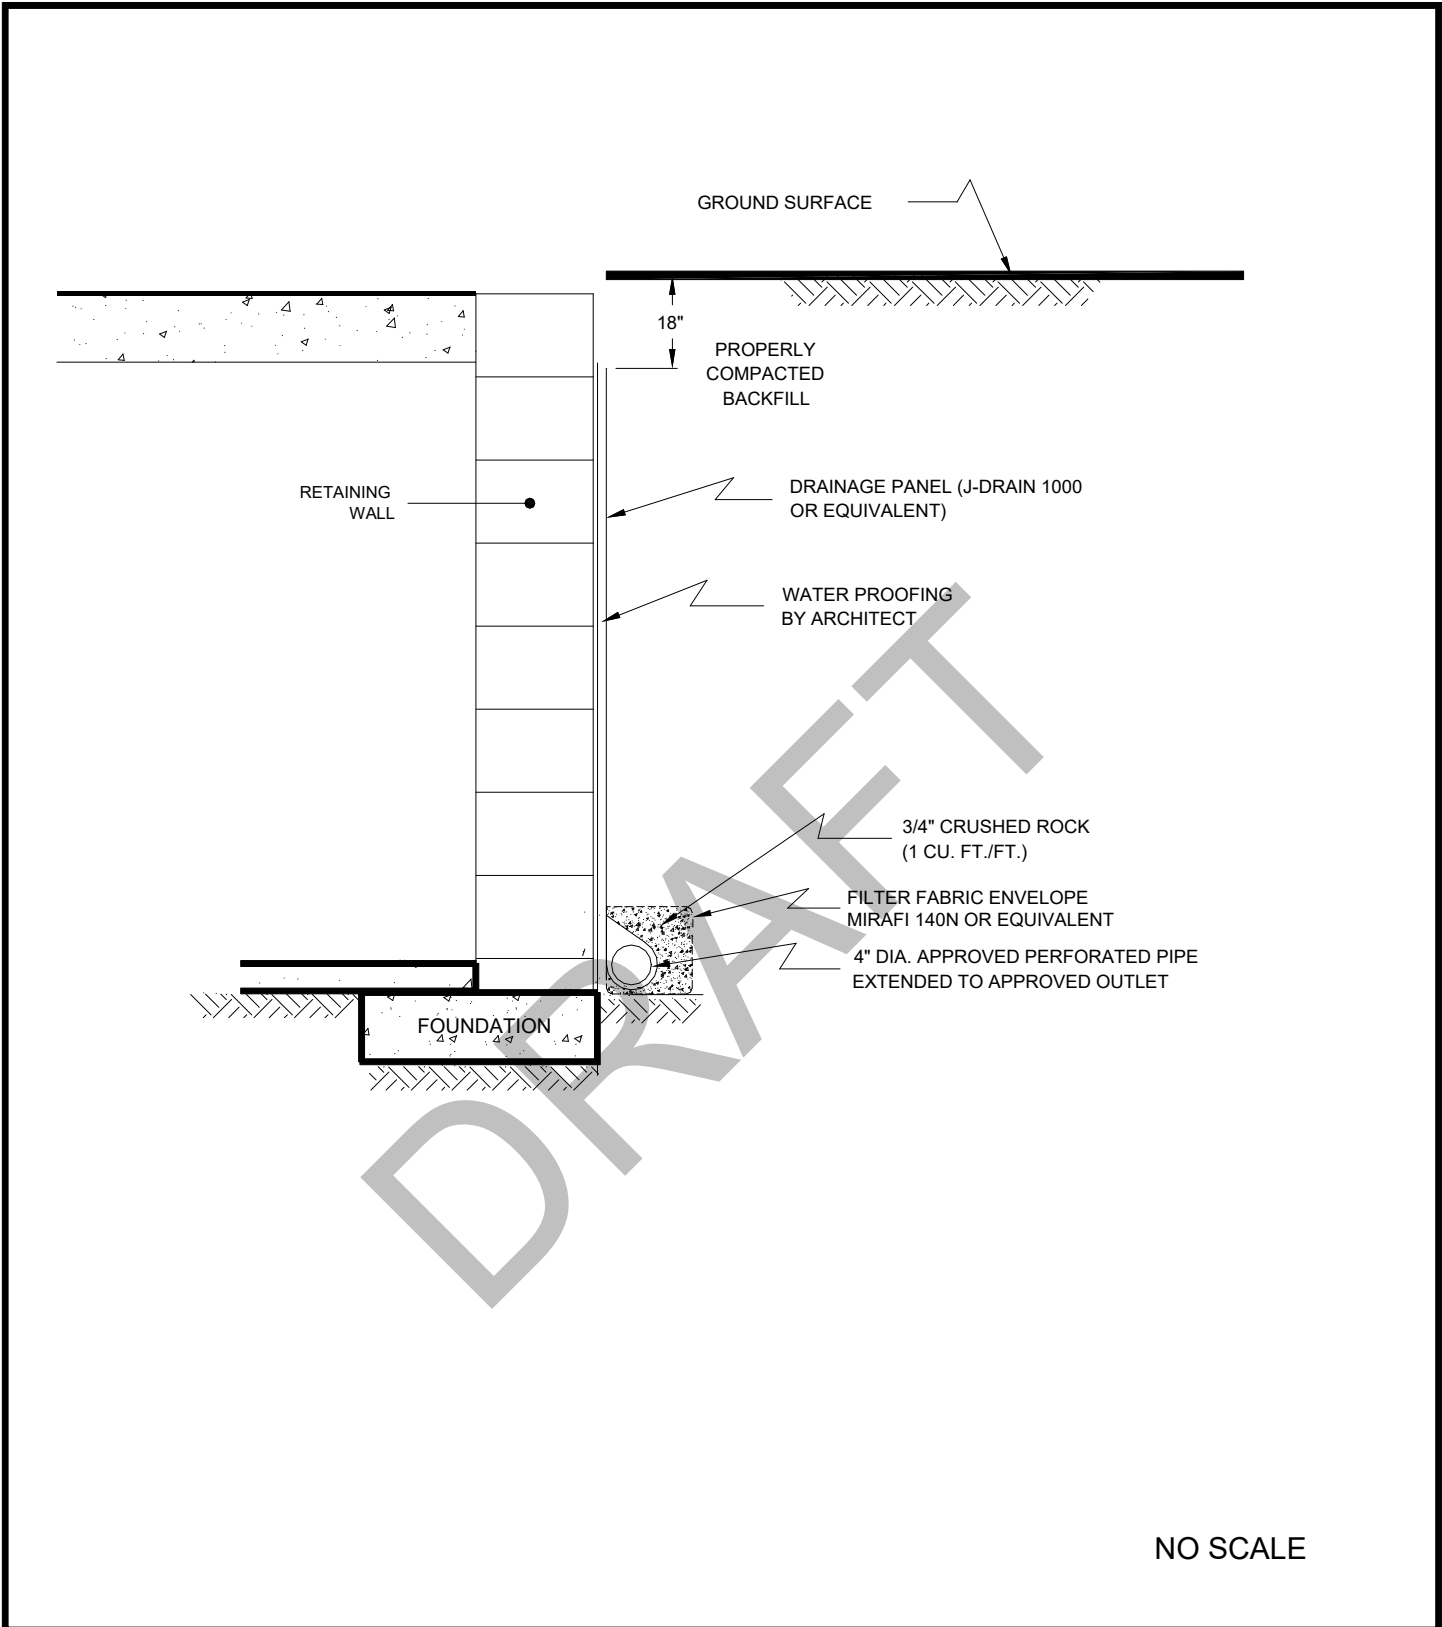 GROUND SURFACE
18"
PROPERLY
COMPACTED
BACKFILL
RETAINING
WALL
DRAINAGE PANEL (J-DRAIN 1000
OR EQUIVALENT)
WATER PROOFING
BY ARCHITECT
3/4" CRUSHED ROCK
(1 CU. FT./FT.)
FILTER FABRIC ENVELOPE
MIRAFI 140N OR EQUIVALENT
4" DIA. APPROVED PERFORATED PIPE
EXTENDED TO APPROVED OUTLET
FOUNDATION
DRAFT
NO SCALE